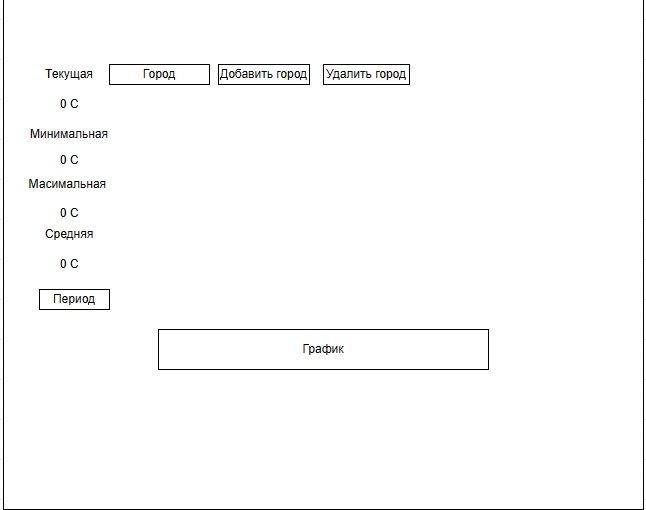 Текущая
Город
Добавить город
Удалить город
0 С
Минимальная
0 С
Масимальная
0 С
Средняя
0 С
Период
График